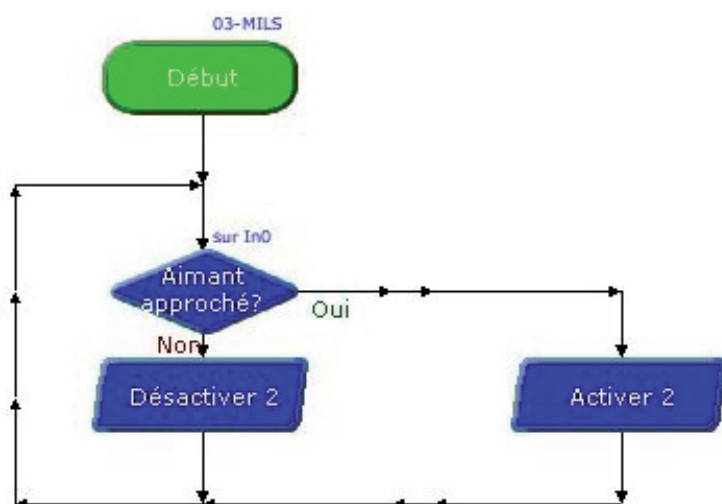 03-MILS
Début
sur In0
Aimant
approché?
Oui
Non
Désactiver 2
Activer 2